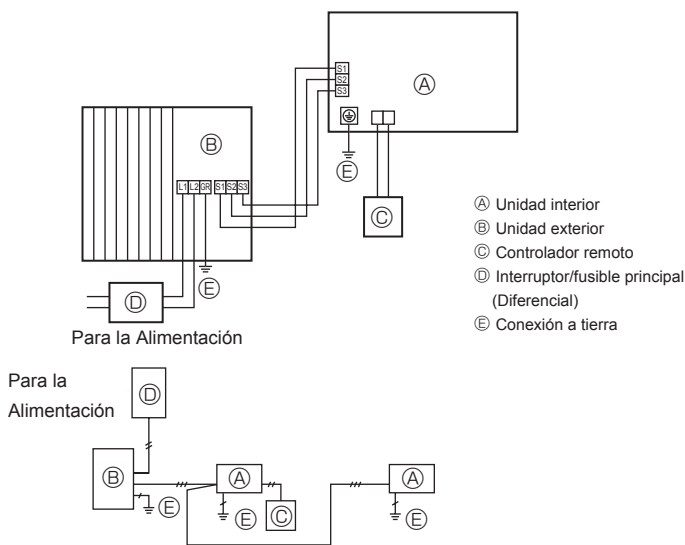 S1
S2
S3
Ⓐ
Ⓑ
L1 L2 GR S1 S2 S3
Ⓔ
Ⓒ
Ⓔ
Ⓓ
Para la Alimentación
Ⓐ Unidad interior
Ⓑ Unidad exterior
Ⓒ Controlador remoto
Ⓓ Interruptor/fusible principal
(Diferencial)
Ⓔ Conexión a tierra
Para la
Alimentación
Ⓓ
Ⓑ
Ⓐ
Ⓐ
Ⓔ
Ⓔ
Ⓒ
Ⓔ